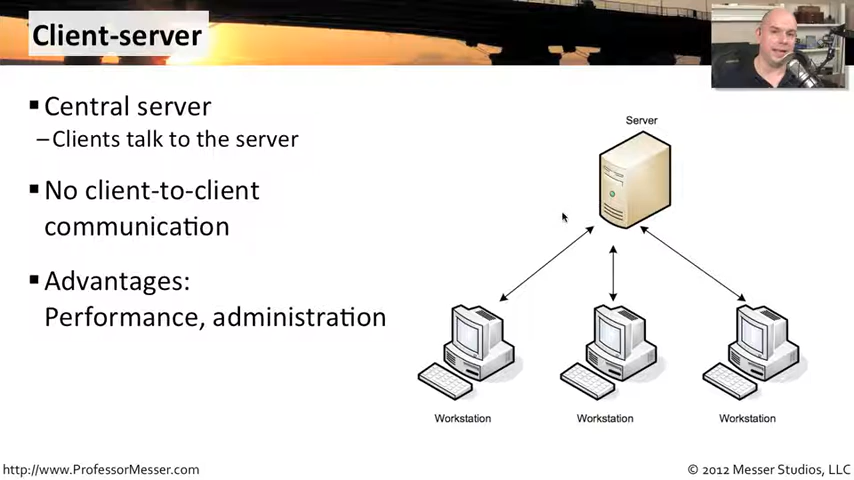 Client-server
▪Central server
–Clients talk to the server
▪No client-to-client
communication
▪Advantages:
Performance, administration
Server
Workstation
Workstation
Workstation
http://www.ProfessorMesser.com
© 2012 Messer Studios, LLC